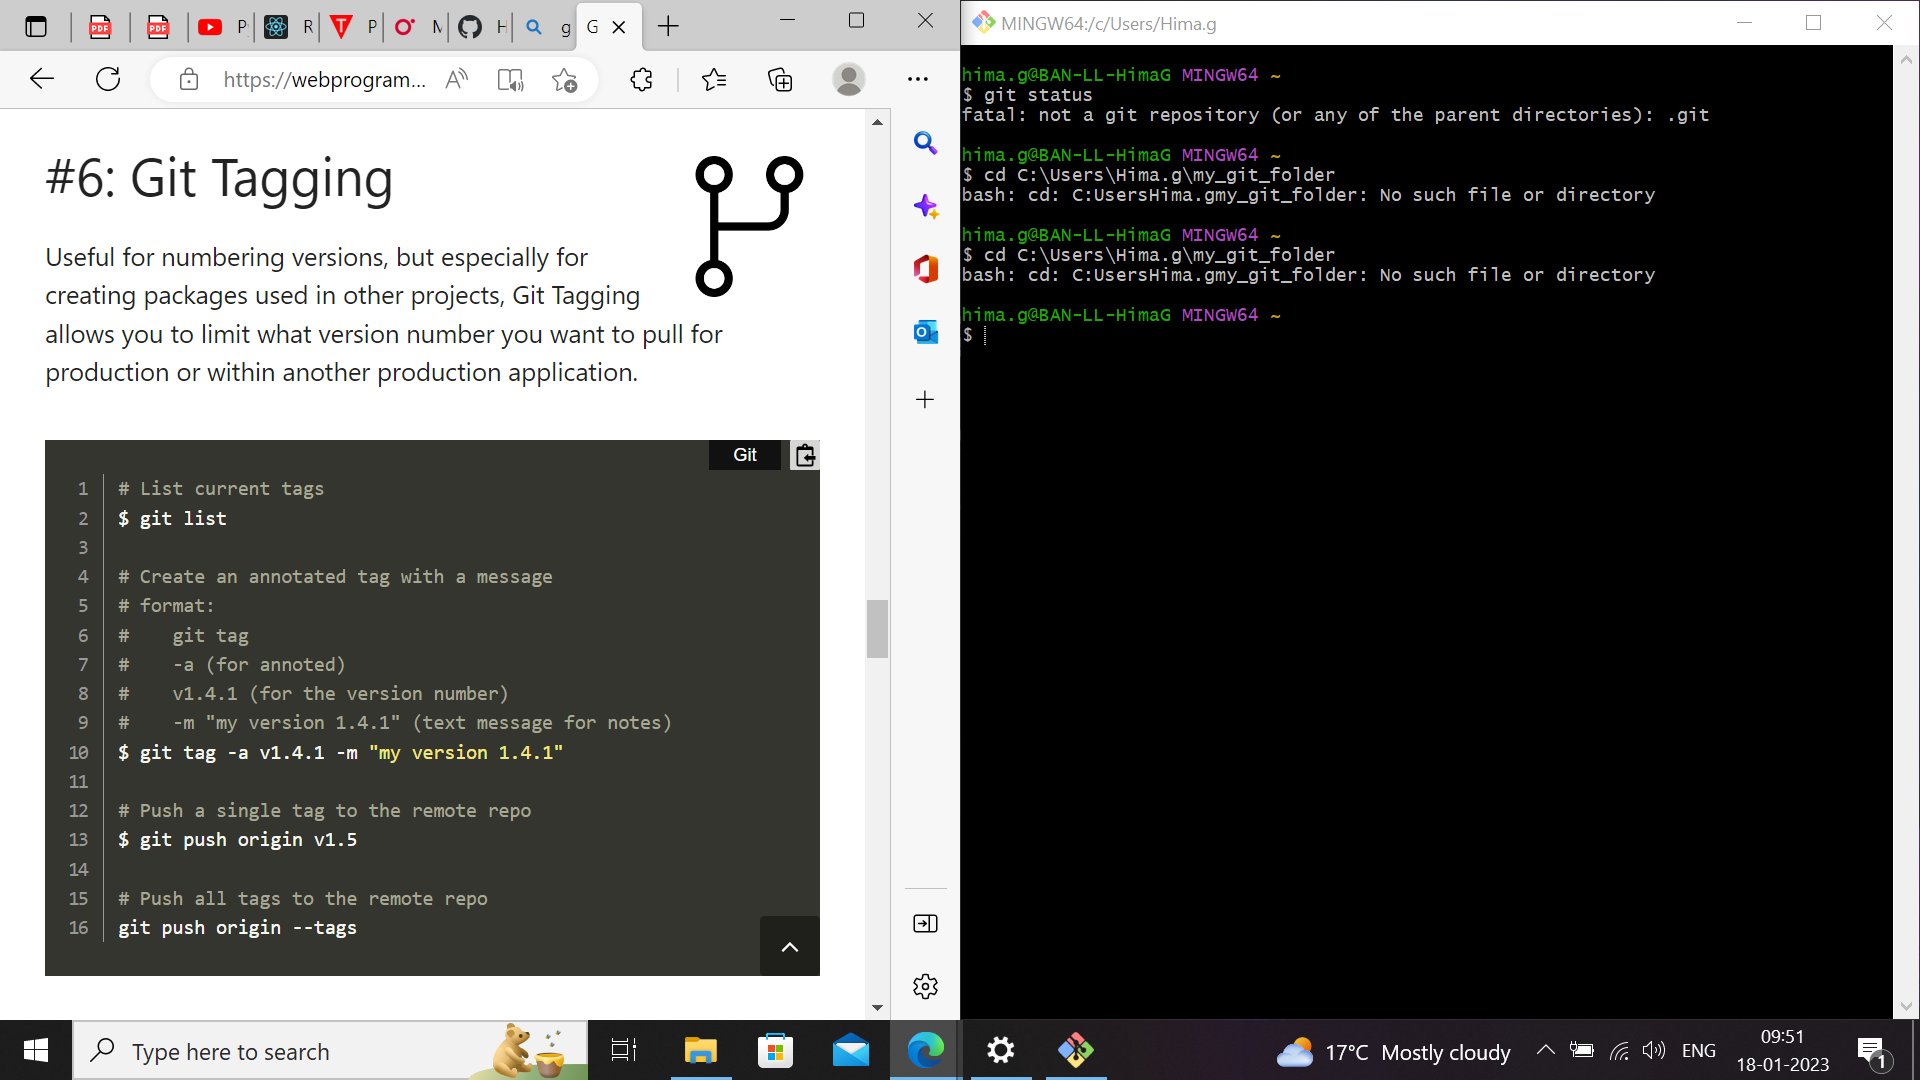 P
R
P
M
H
g
G
https://webprogram...
#6: Git Tagging
Useful for numbering versions, but especially for
creating packages used in other projects, Git Tagging
allows you to limit what version number you want to pull for
production or within another production application.
Git
1 # List current tags
2 $ git list
3
4 # Create an annotated tag with a message
5 # format:
6 #    git tag
7 #    -a (for annoted)
8 #    v1.4.1 (for the version number)
9 #    -m "my version 1.4.1" (text message for notes)
10 $ git tag -a v1.4.1 -m "my version 1.4.1"
11
12 # Push a single tag to the remote repo
13 $ git push origin v1.5
14
15 # Push all tags to the remote repo
16 git push origin --tags
MINGW64:/c/Users/Hima.g
hima.g@BAN-LL-HimaG MINGW64 ~
$ git status
fatal: not a git repository (or any of the parent directories): .git
hima.g@BAN-LL-HimaG MINGW64 ~
$ cd C:\Users\Hima.g\my_git_folder
bash: cd: C:UsersHima.gmy_git_folder: No such file or directory
hima.g@BAN-LL-HimaG MINGW64 ~
$ cd C:\Users\Hima.g\my_git_folder
bash: cd: C:UsersHima.gmy_git_folder: No such file or directory
hima.g@BAN-LL-HimaG MINGW64 ~
$
Type here to search
17°C Mostly cloudy
ENG
09:51
18-01-2023
1